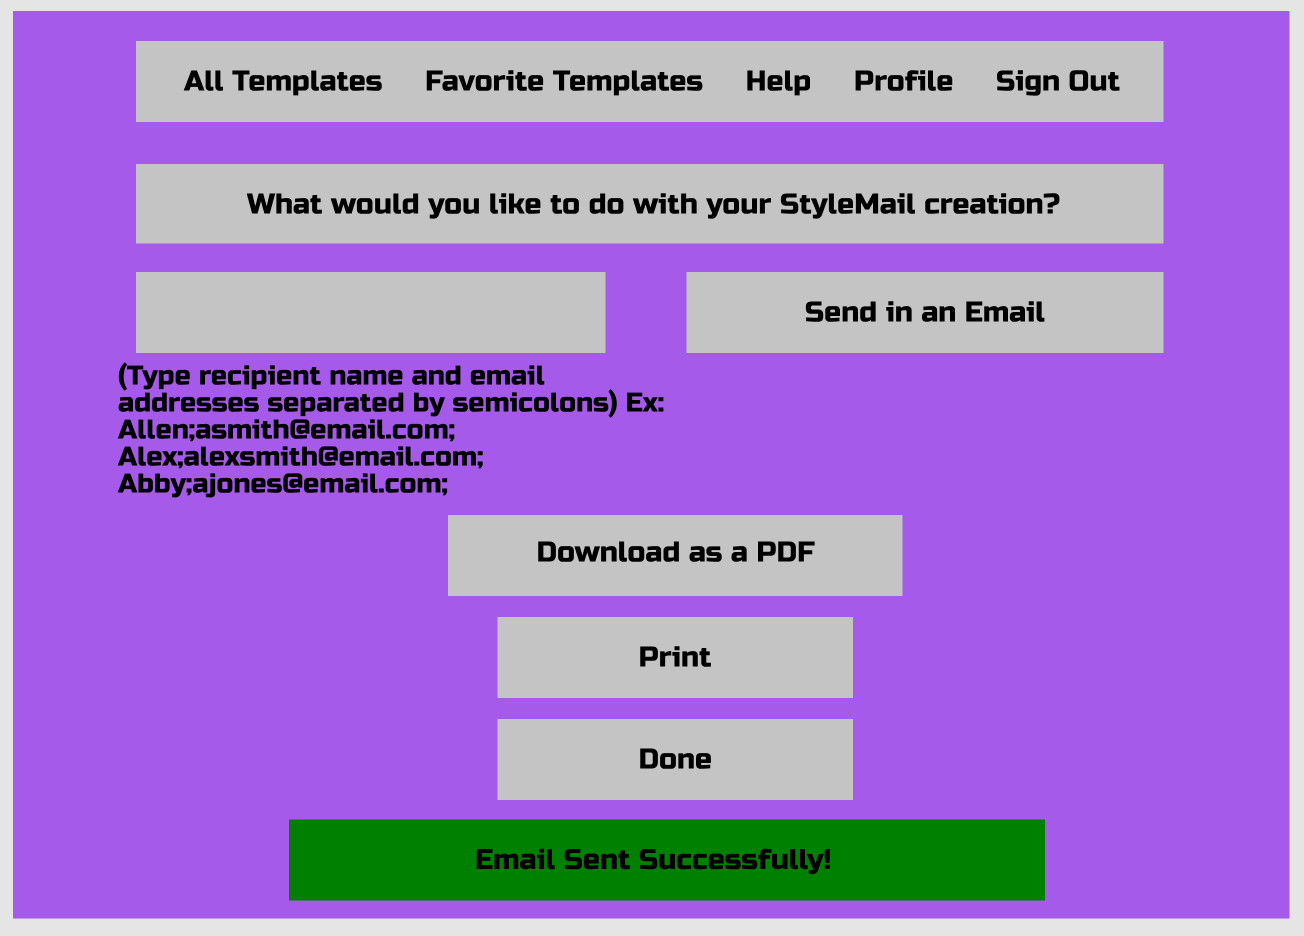 All Templates Favorite Templates Help Profile Sign Out
What would you like to do with your StyleMail creation?
Send in an Email
(Type recipient name and email
addresses separated by semicolons) Ex:
Allen;asmith@email.com;
Alex;alexsmith@email.com;
Abby;ajones@email.com;
Download as a PDF
Print
Done
Email Sent Successfully!